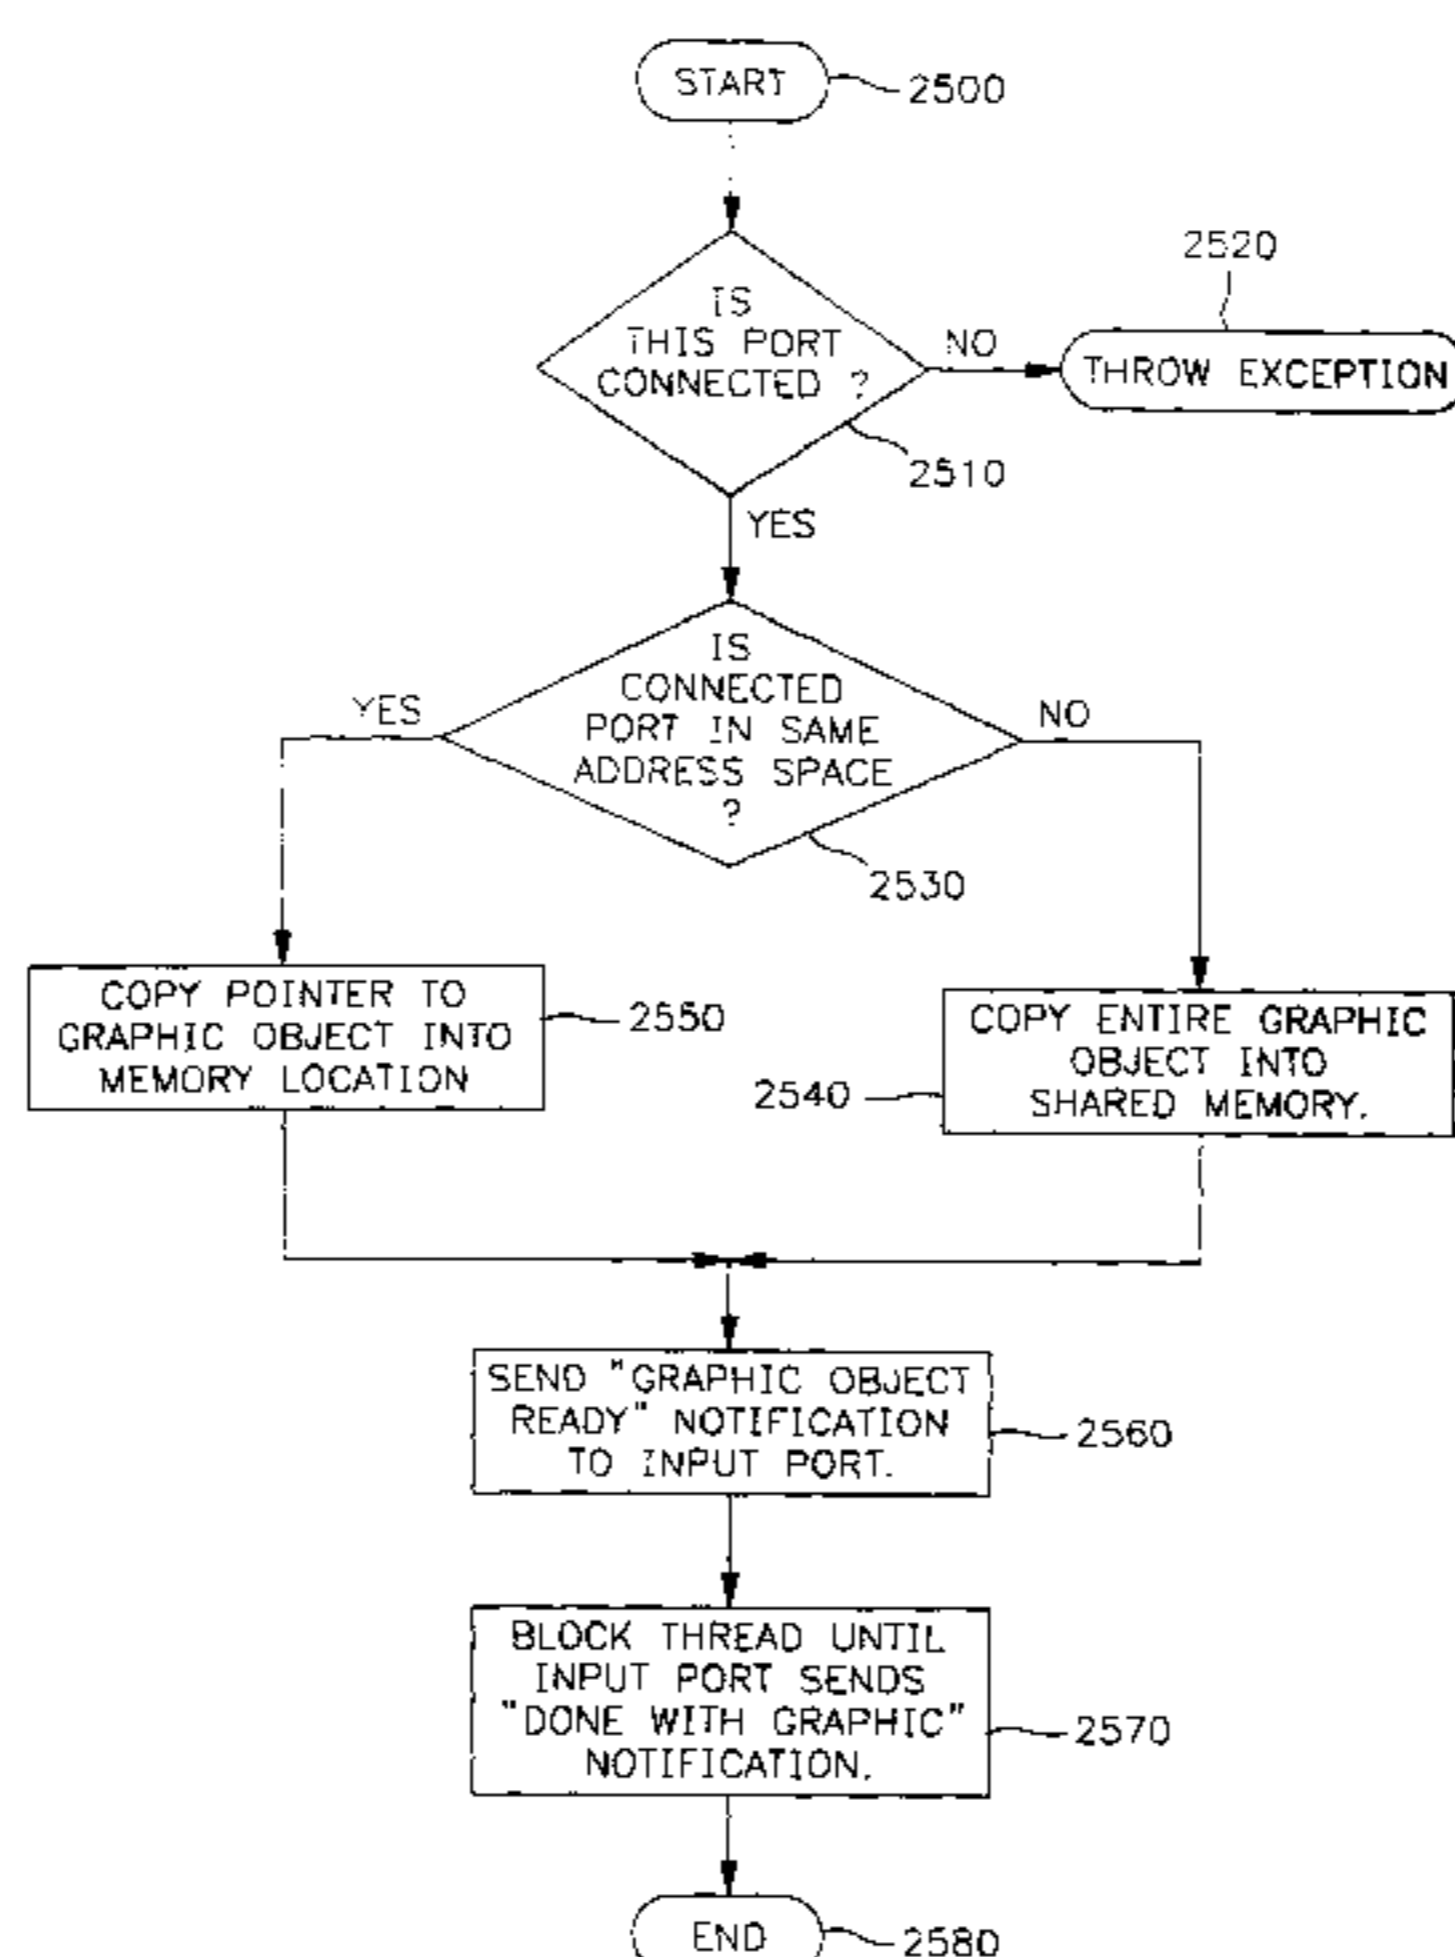 START
2500
IS
THIS PORT
CONNECTED ?
NO
2520
THROW EXCEPTION
2510
YES
IS
CONNECTED
PORT IN SAME
ADDRESS SPACE
?
YES
NO
2530
COPY POINTER TO
GRAPHIC OBJECT INTO
MEMORY LOCATION
2550
COPY ENTIRE GRAPHIC
OBJECT INTO
SHARED MEMORY.
2540
SEND "GRAPHIC OBJECT
READY" NOTIFICATION
TO INPUT PORT.
2560
BLOCK THREAD UNTIL
INPUT PORT SENDS
"DONE WITH GRAPHIC"
NOTIFICATION.
2570
END
2580